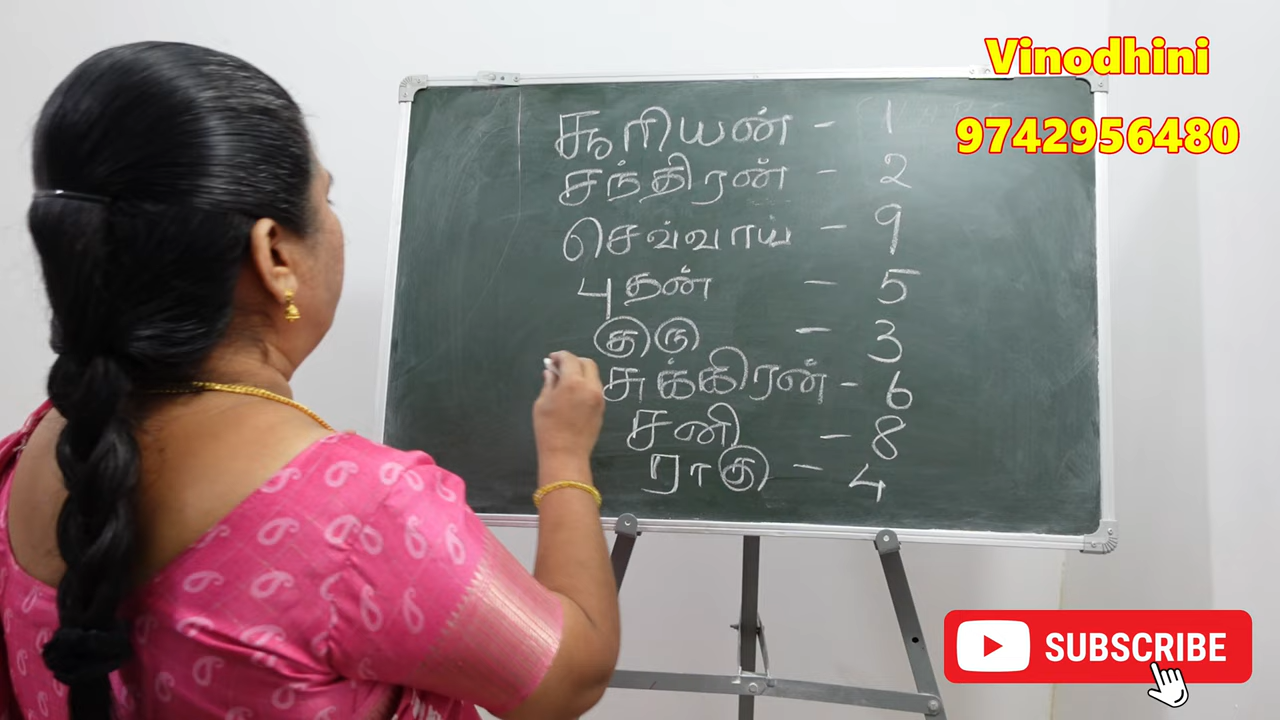 Vinodhini
9742956480
சூரியன் - 1
சந்திரன் - 2
செவ்வாய் - 9
புதன் - 5
குரு - 3
சுக்கிரன் - 6
சனி - 8
ராகு - 4
SUBSCRIBE